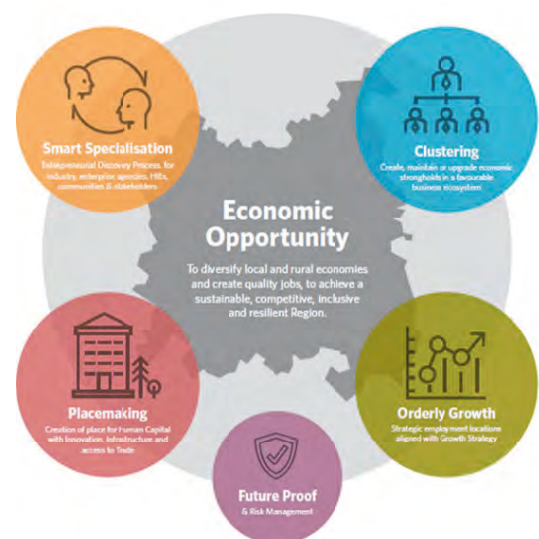 Smart Specialisation
Entrepreneurial Discovery Process for
industry, enterprise agencies, HEIs,
communities & stakeholders
Clustering
Create, maintain or upgrade economic
strongholds in a favourable
business ecosystem
Economic
Opportunity
To diversify local and rural economies
and create quality jobs, to achieve a
sustainable, competitive, inclusive
and resilient Region.
Placemaking
Creation of place for Human Capital
with Innovation, Infrastructure and
access to Trade
Orderly Growth
Strategic employment locations
aligned with Growth Strategy
Future Proof
& Risk Management